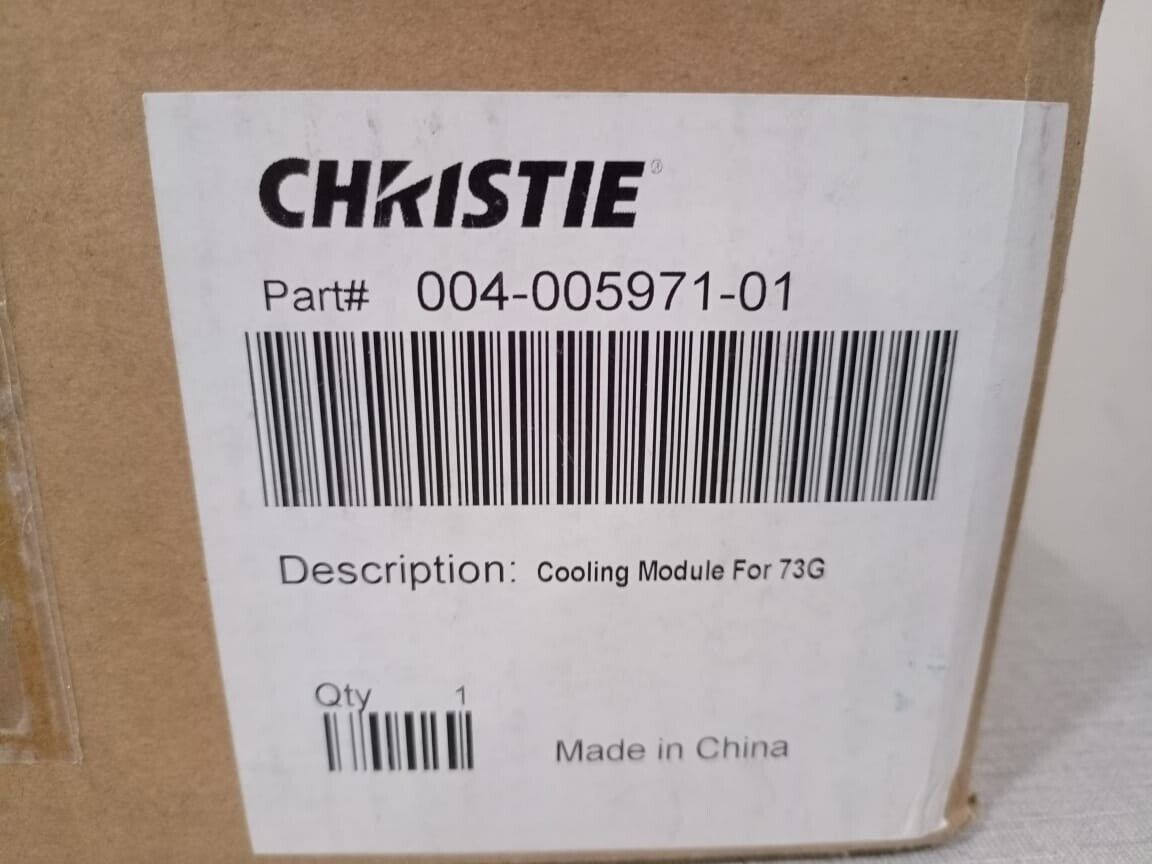 CHRISTIE®
Part# 004-005971-01
Description: Cooling Module For 73G
Qty 1
Made in China